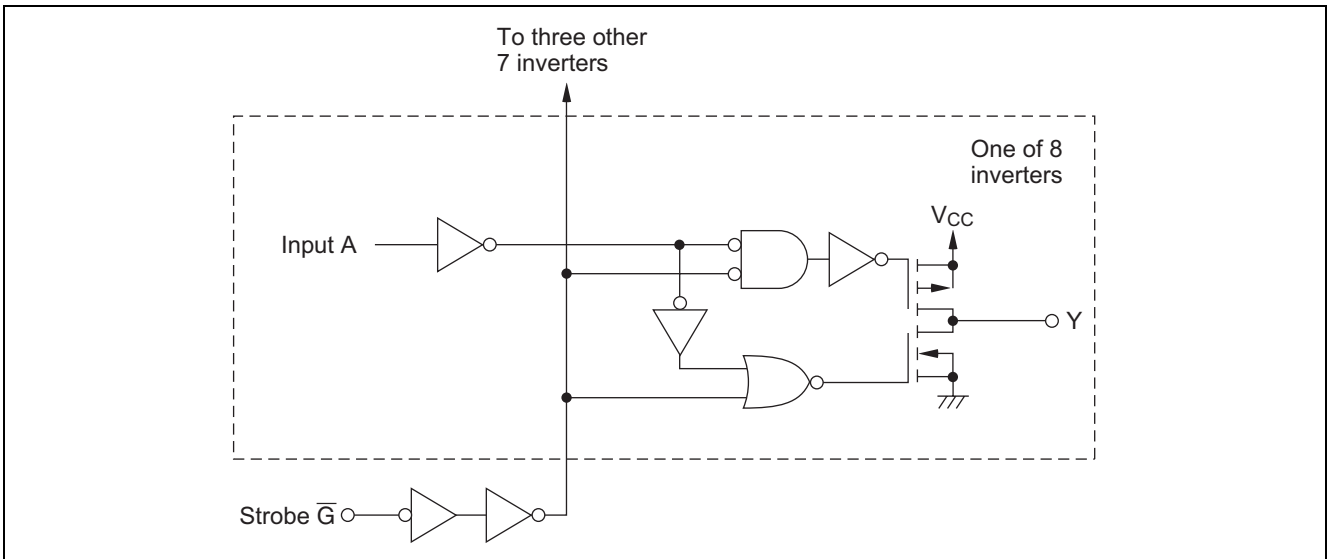 To three other
7 inverters
One of 8
inverters
VCC
Input A
Y
Strobe G̅